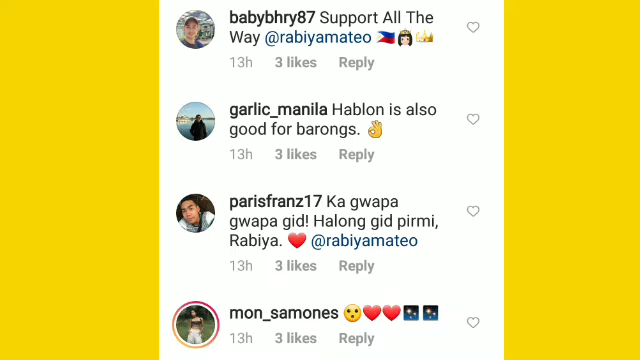 babybhry87 Support All The
Way @rabiyamateo 🇵🇭👸🏻👑
13h 3 likes Reply
garlic_manila Hablon is also
good for barongs. 👌
13h 3 likes Reply
parisfranz17 Ka gwapa
gwapa gid! Halong gid pirmi,
Rabiya. ❤️ @rabiyamateo
13h 3 likes Reply
mon_samones 😮❤️❤️🎇🎇
13h 3 likes Reply